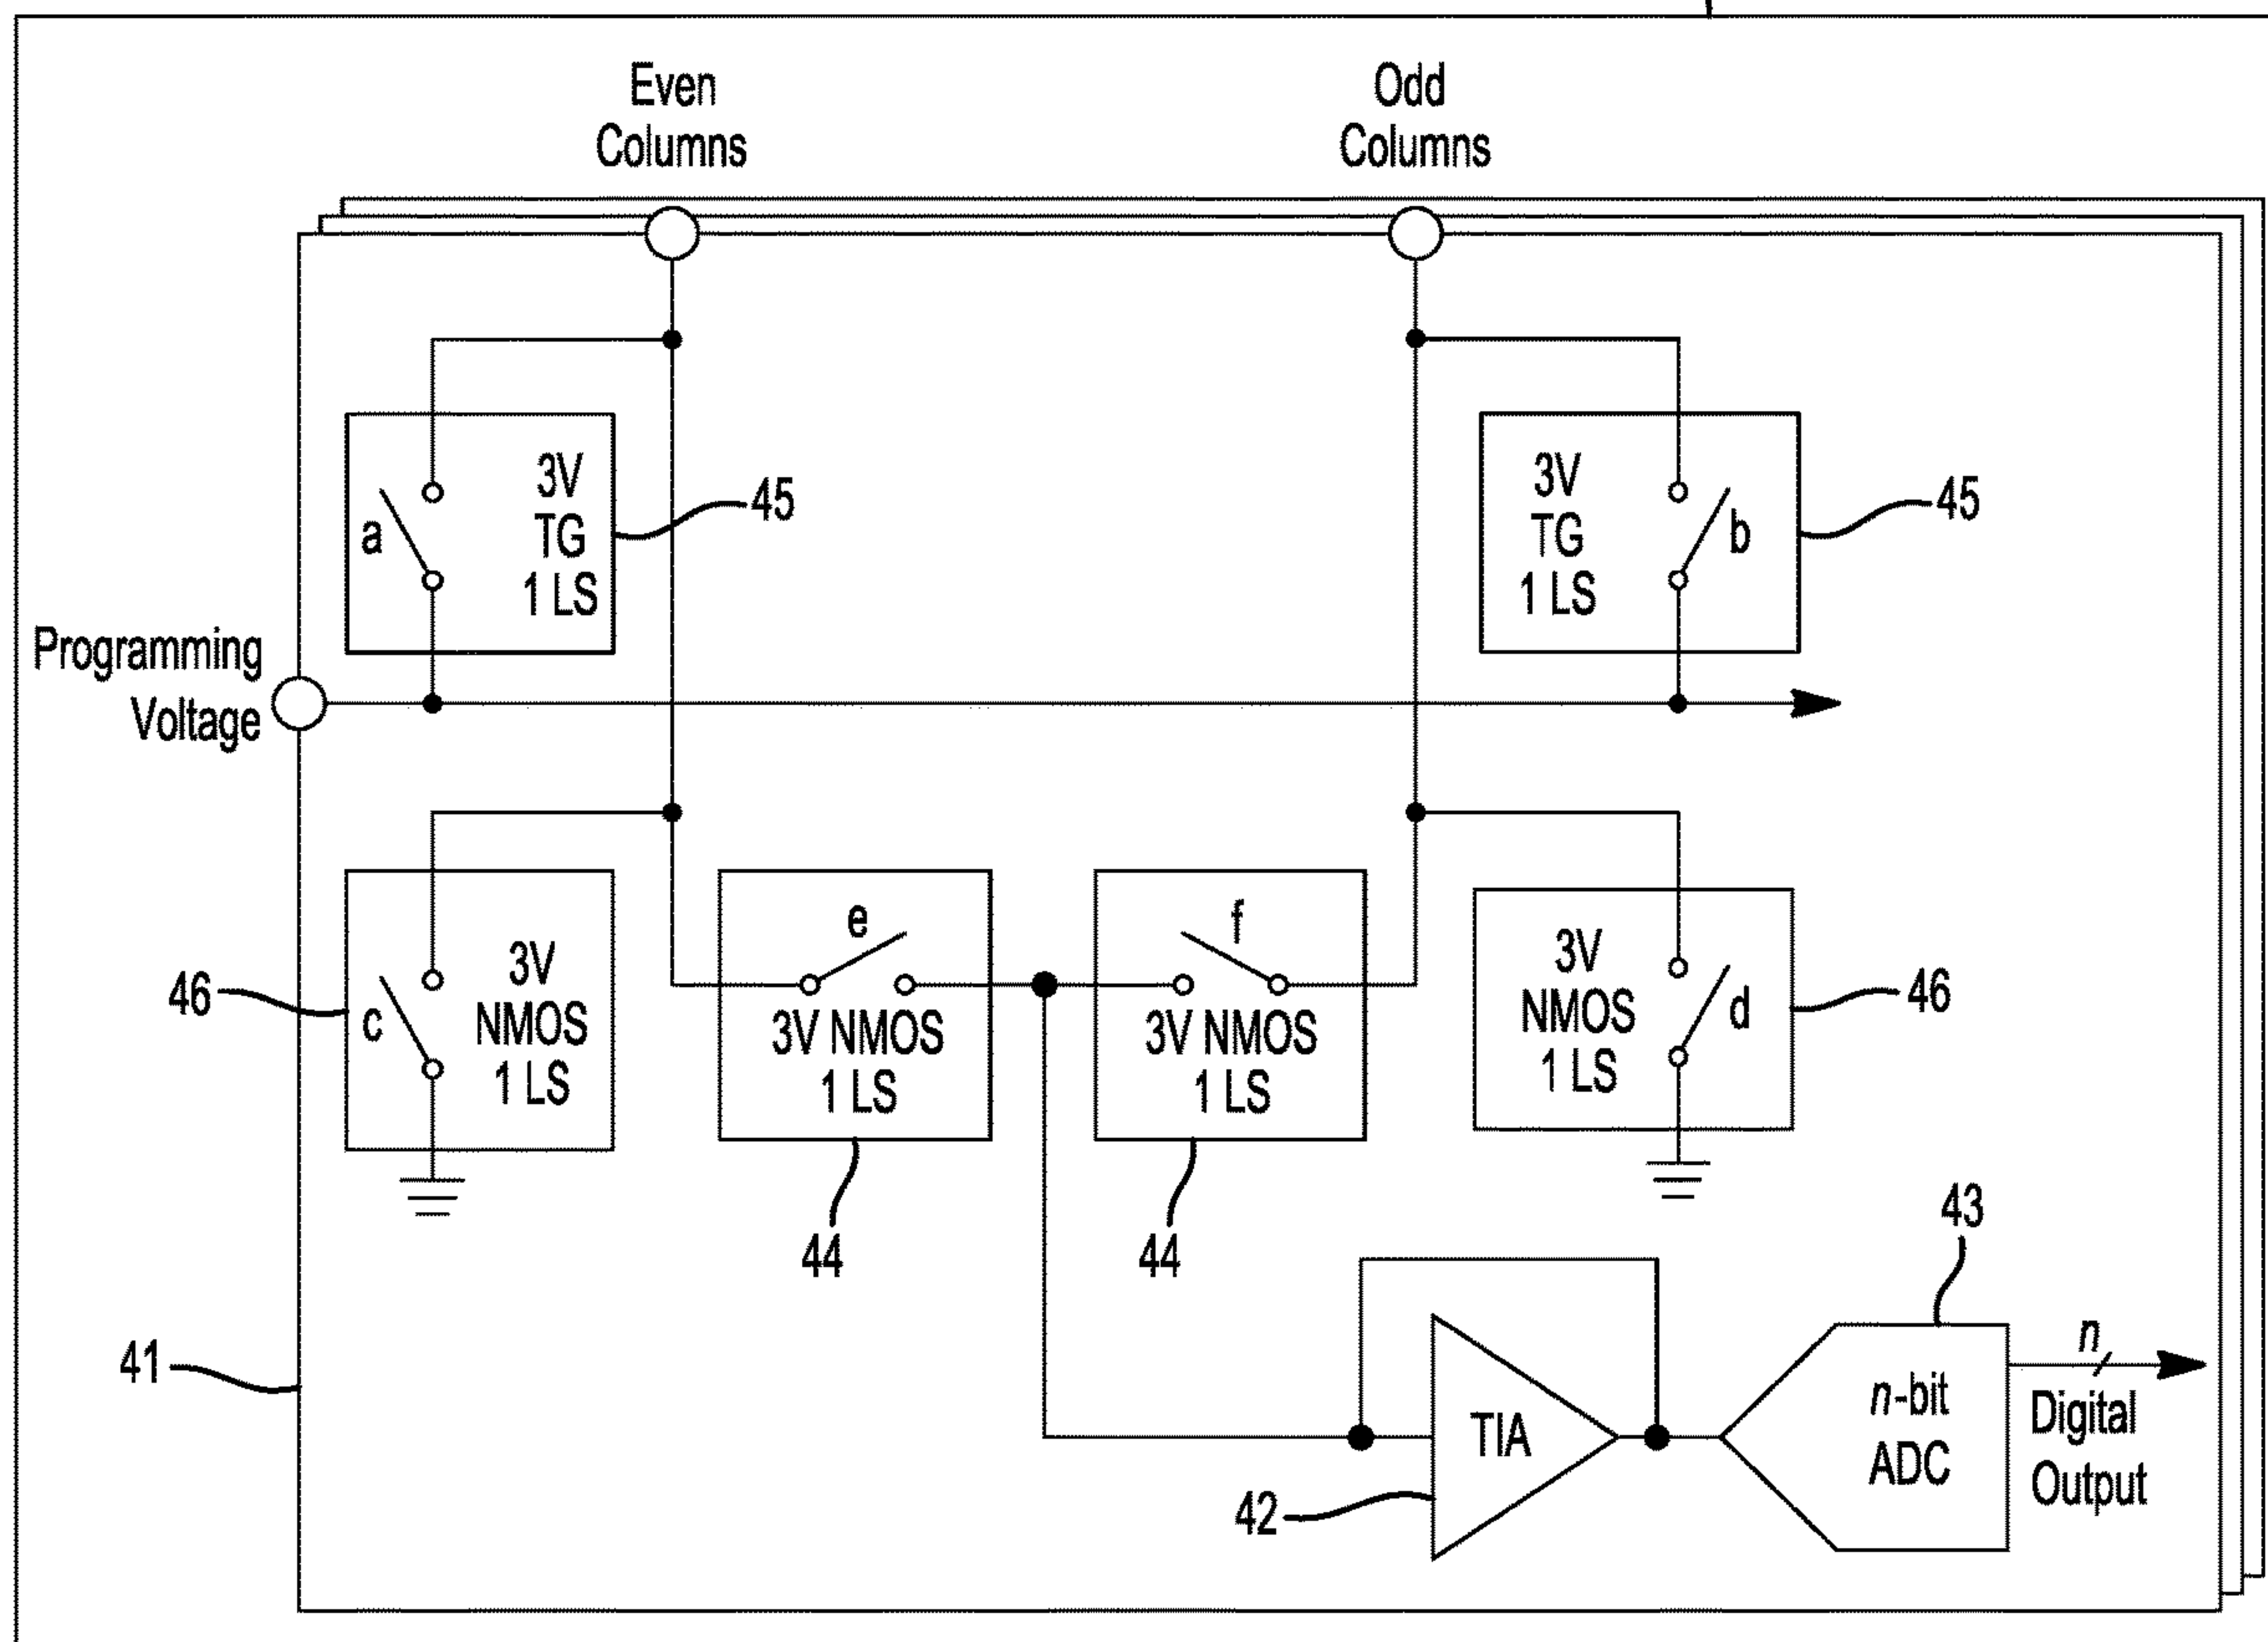 Even
Columns
Odd
Columns
a
3V
TG
1 LS
45
3V
TG
1 LS
b
45
Programming
Voltage
46
c
3V
NMOS
1 LS
e
3V NMOS
1 LS
44
f
3V NMOS
1 LS
44
3V
NMOS
1 LS
d
46
41
42
TIA
43
n-bit
ADC
n
Digital
Output